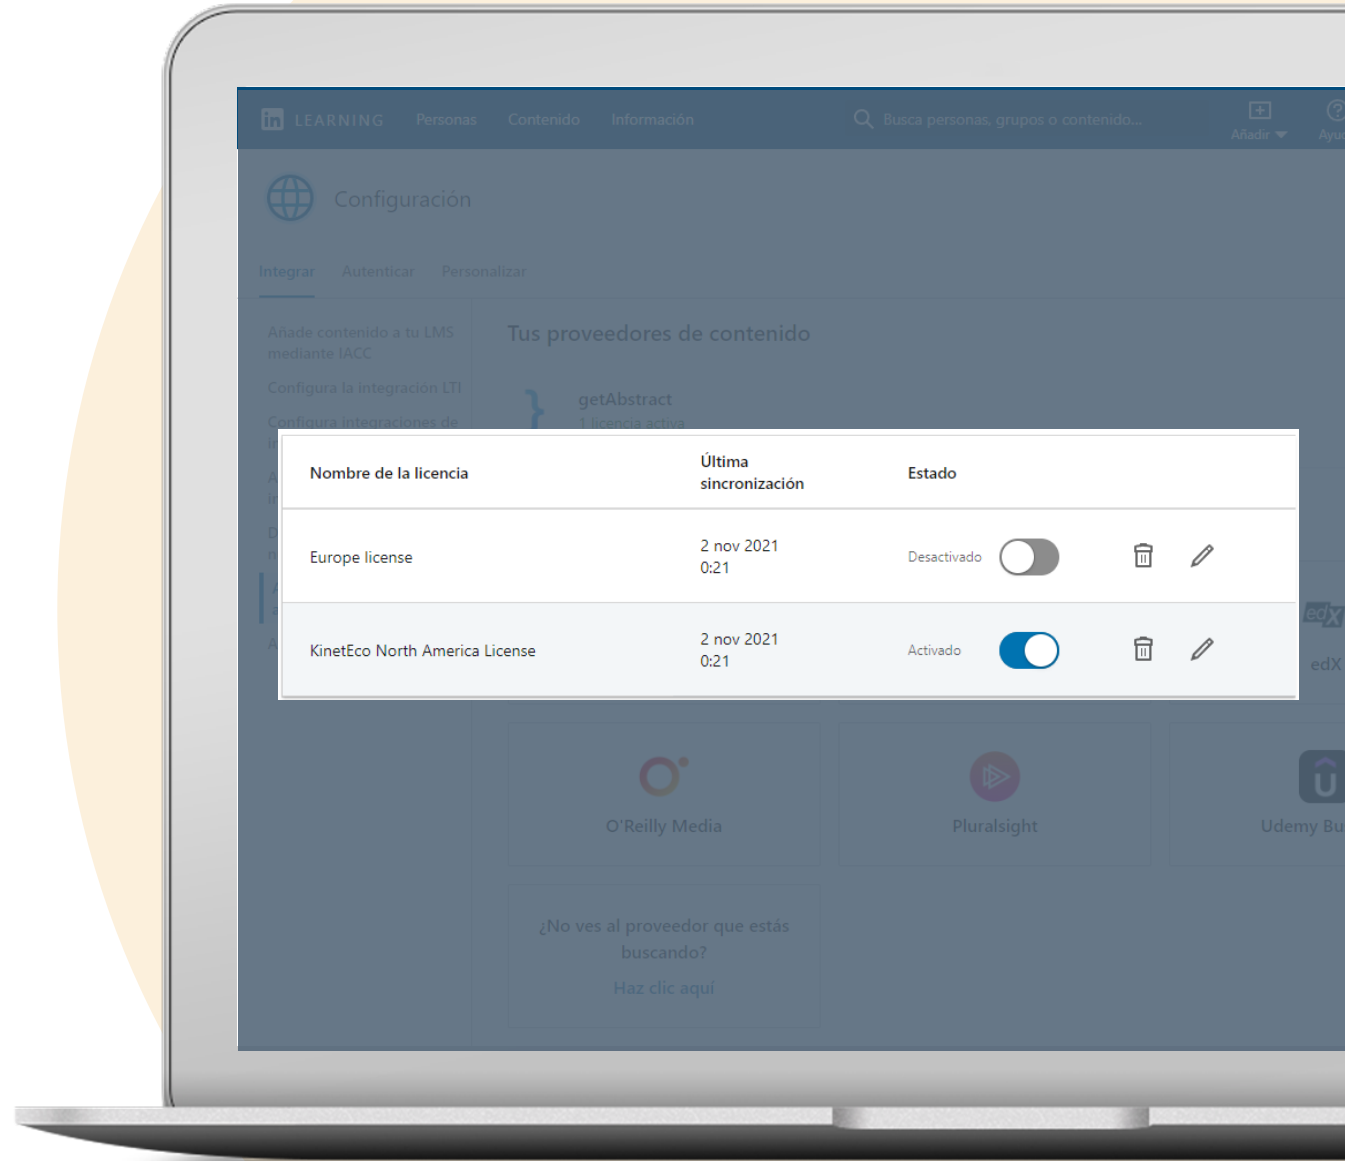 in LEARNING Personas Contenido Información Busca personas, grupos o contenido...
Añadir
Configuración
Integrar Autenticar Personalizar
Añade contenido a tu LMS
mediante IACC
Configura la integración LTI
Configura integraciones de
Tus proveedores de contenido
getAbstract
1 licencia activa
Nombre de la licencia
Última
sincronización
Estado
Europe license
2 nov 2021
0:21
Desactivado
KinetEco North America License
2 nov 2021
0:21
Activado
edX
edX
O'Reilly Media
Pluralsight
Udemy Bu
¿No ves al proveedor que estás
buscando?
Haz clic aquí